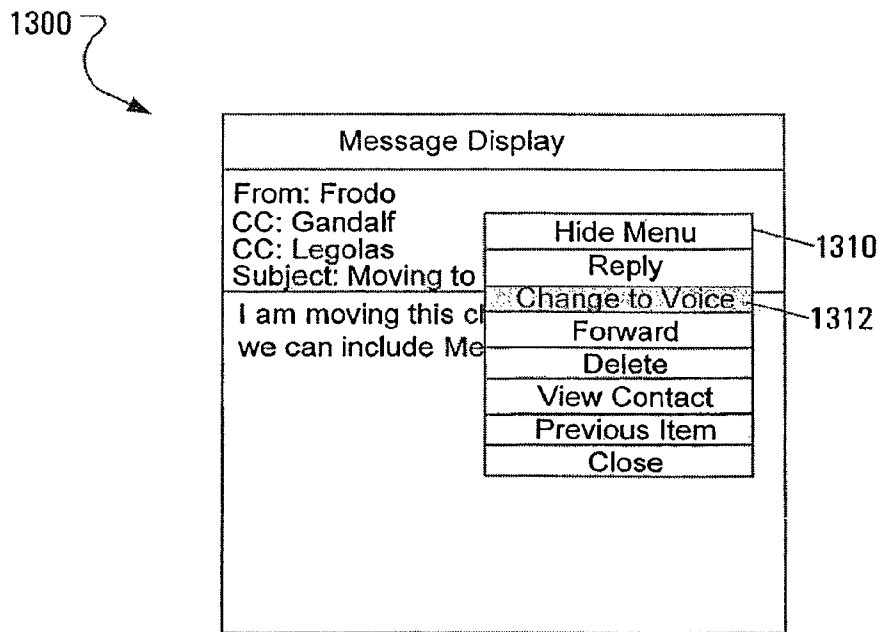 1300
Message Display
From: Frodo
CC: Gandalf
CC: Legolas
Subject: Moving to
I am moving this cl
we can include Me
Hide Menu
Reply
Change to Voice
Forward
Delete
View Contact
Previous Item
Close
1310
1312